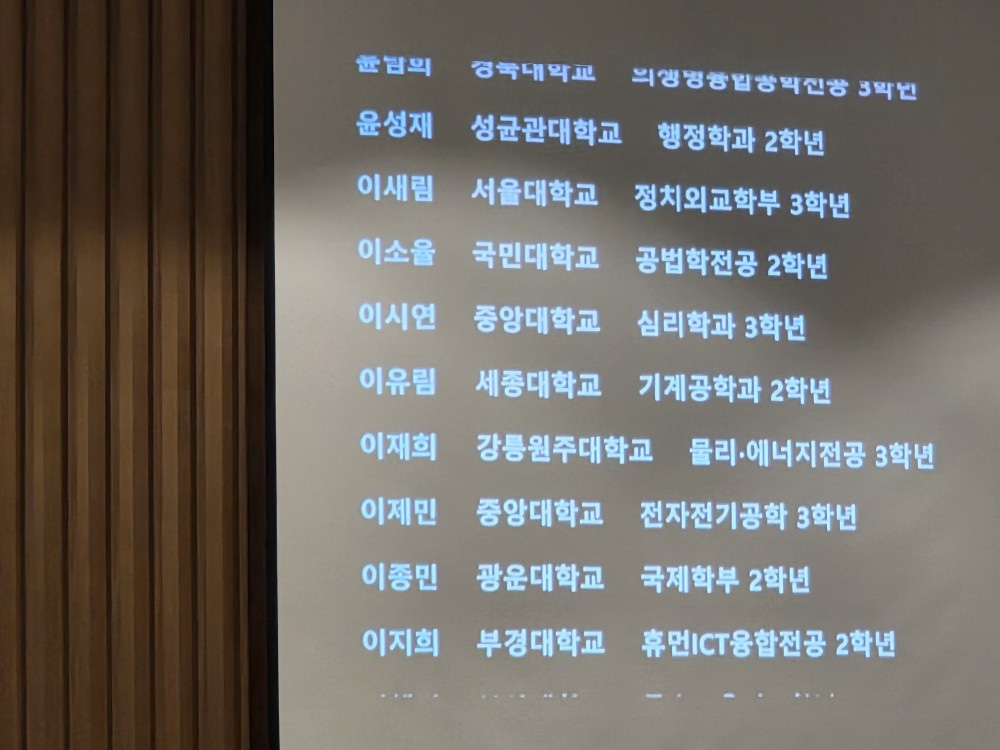 윤성재 성균관대학교 행정학과 2학년
이새림 서울대학교 정치외교학부 3학년
이소율 국민대학교 공법학전공 2학년
이시연 중앙대학교 심리학과 3학년
이유림 세종대학교 기계공학과 2학년
이재희 강릉원주대학교 물리·에너지전공 3학년
이제민 중앙대학교 전자전기공학 3학년
이종민 광운대학교 국제학부 2학년
이지희 부경대학교 휴먼ICT융합전공 2학년